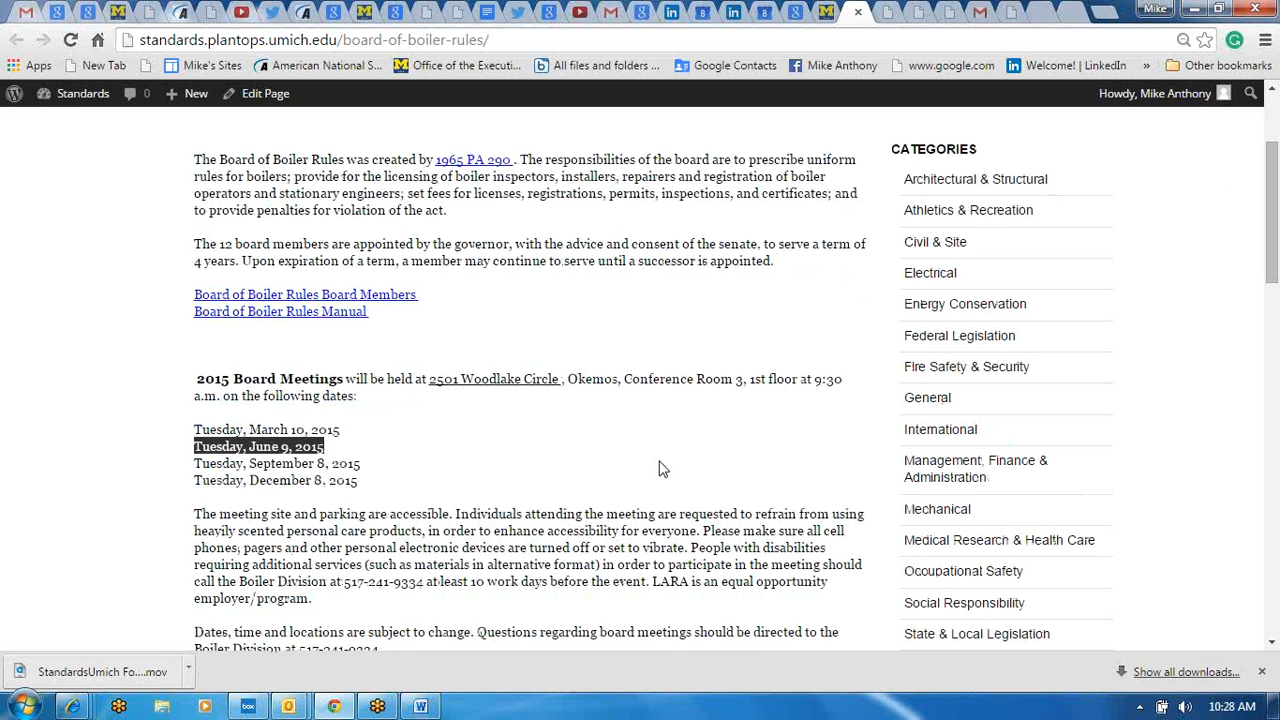 Mike
standards.plantops.umich.edu/board-of-boiler-rules/
Apps New Tab Mike's Sites American National S... Office of the Executi... All files and folders ... Google Contacts Mike Anthony www.google.com Welcome! | LinkedIn » Other bookmarks
Standards 0 New Edit Page Howdy, Mike Anthony
The Board of Boiler Rules was created by 1965 PA 290 . The responsibilities of the board are to prescribe uniform
rules for boilers; provide for the licensing of boiler inspectors, installers, repairers and registration of boiler
operators and stationary engineers; set fees for licenses, registrations, permits, inspections, and certificates; and
to provide penalties for violation of the act.
The 12 board members are appointed by the governor, with the advice and consent of the senate, to serve a term of
4 years. Upon expiration of a term, a member may continue to serve until a successor is appointed.
Board of Boiler Rules Board Members
Board of Boiler Rules Manual
2015 Board Meetings will be held at 2501 Woodlake Circle , Okemos, Conference Room 3, 1st floor at 9:30
a.m. on the following dates:
Tuesday, March 10, 2015
Tuesday, June 9, 2015
Tuesday, September 8, 2015
Tuesday, December 8, 2015
The meeting site and parking are accessible. Individuals attending the meeting are requested to refrain from using
heavily scented personal care products, in order to enhance accessibility for everyone. Please make sure all cell
phones, pagers and other personal electronic devices are turned off or set to vibrate. People with disabilities
requiring additional services (such as materials in alternative format) in order to participate in the meeting should
call the Boiler Division at 517-241-9334 at least 10 work days before the event. LARA is an equal opportunity
employer/program.
Dates, time and locations are subject to change. Questions regarding board meetings should be directed to the
Boiler Division at 517-241-9334
CATEGORIES
Architectural & Structural
Athletics & Recreation
Civil & Site
Electrical
Energy Conservation
Federal Legislation
Fire Safety & Security
General
International
Management, Finance &
Administration
Mechanical
Medical Research & Health Care
Occupational Safety
Social Responsibility
State & Local Legislation
StandardsUmich Fo....mov Show all downloads...
10:28 AM